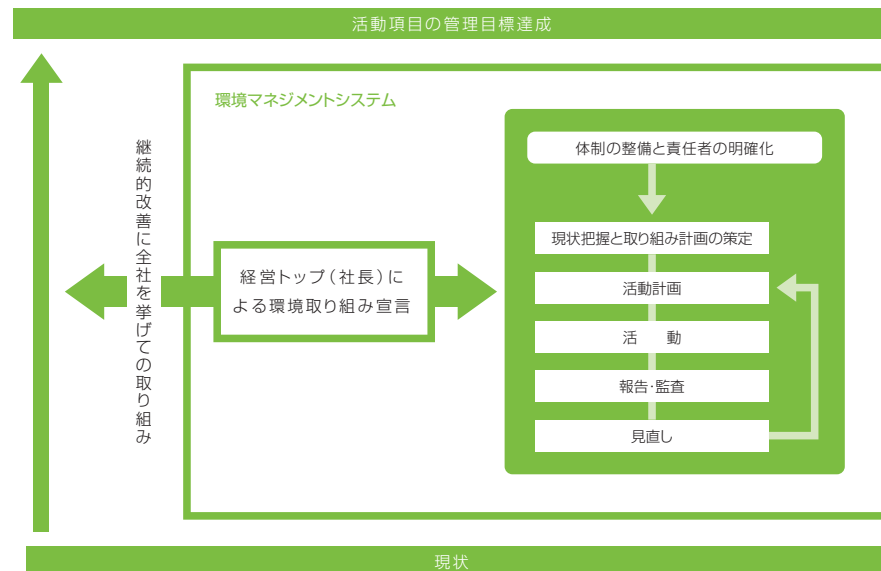 活動項目の管理目標達成
環境マネジメントシステム
継続的改善に全社を挙げての取り組み
経営トップ（社長）に
よる環境取り組み宣言
体制の整備と責任者の明確化
現状把握と取り組み計画の策定
活動計画
活　動
報告・監査
見直し
現状